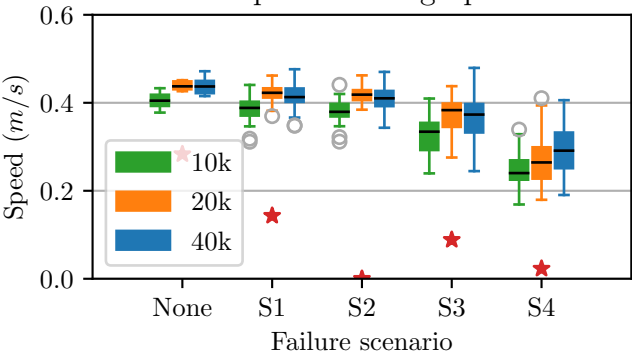 0.6
0.4
0.2
0.0
Speed (m/s)
10k
20k
40k
None S1 S2 S3 S4
Failure scenario